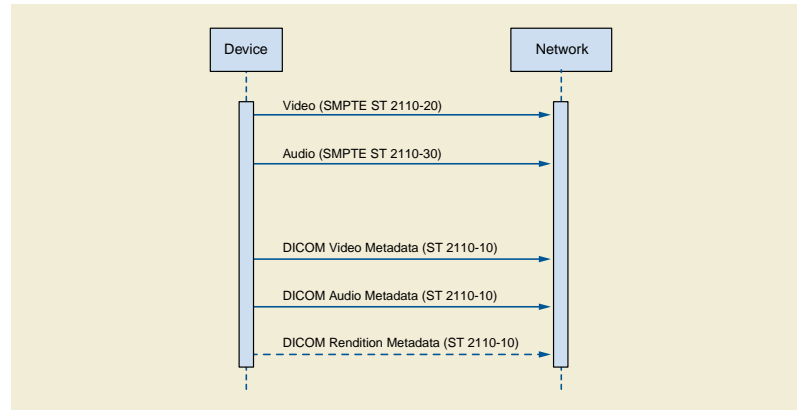 Device
Network
Video (SMPTE ST 2110-20)
Audio (SMPTE ST 2110-30)
DICOM Video Metadata (ST 2110-10)
DICOM Audio Metadata (ST 2110-10)
DICOM Rendition Metadata (ST 2110-10)